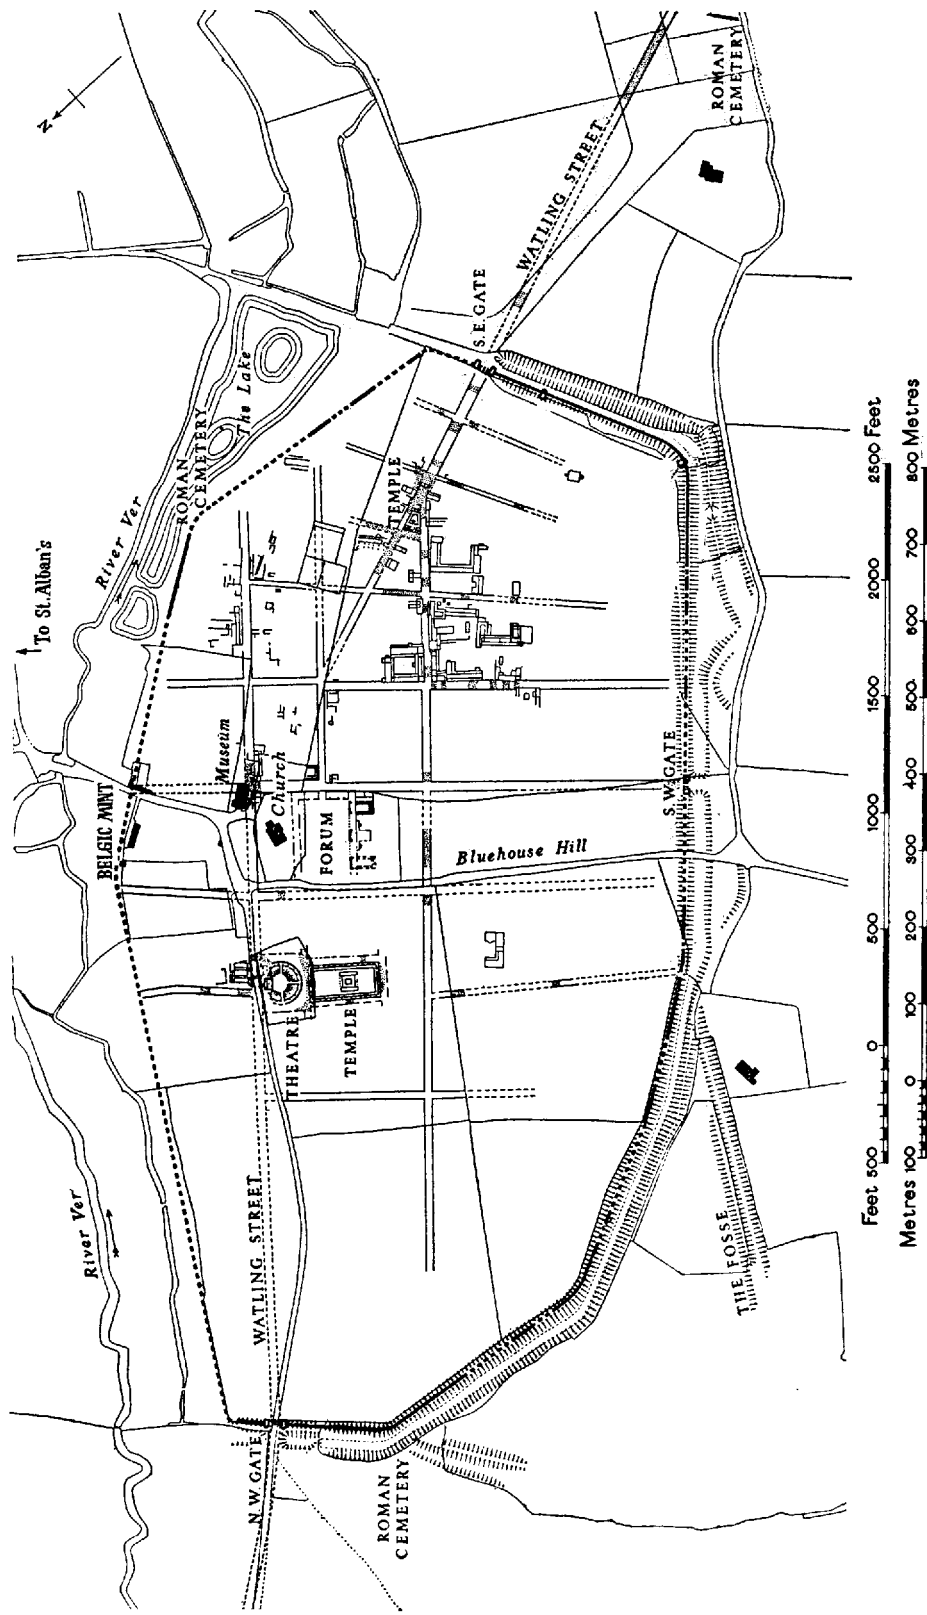 N
To St. Alban's
River Ver
ROMAN
CEMETERY
The Lake
BELGIC MINT
Museum
Church
FORUM
TEMPLE
S.E.GATE
WATLING STREET
ROMAN
CEMETERY
S.W.GATE
Bluehouse Hill
THEATRE
TEMPLE
River Ver
WATLING STREET
N.W.GATE
ROMAN
CEMETERY
THE FOSSE
Feet 500 0 500 1000 1500 2000 2500 Feet
Metres 100 0 100 200 300 400 500 600 700 800 Metres